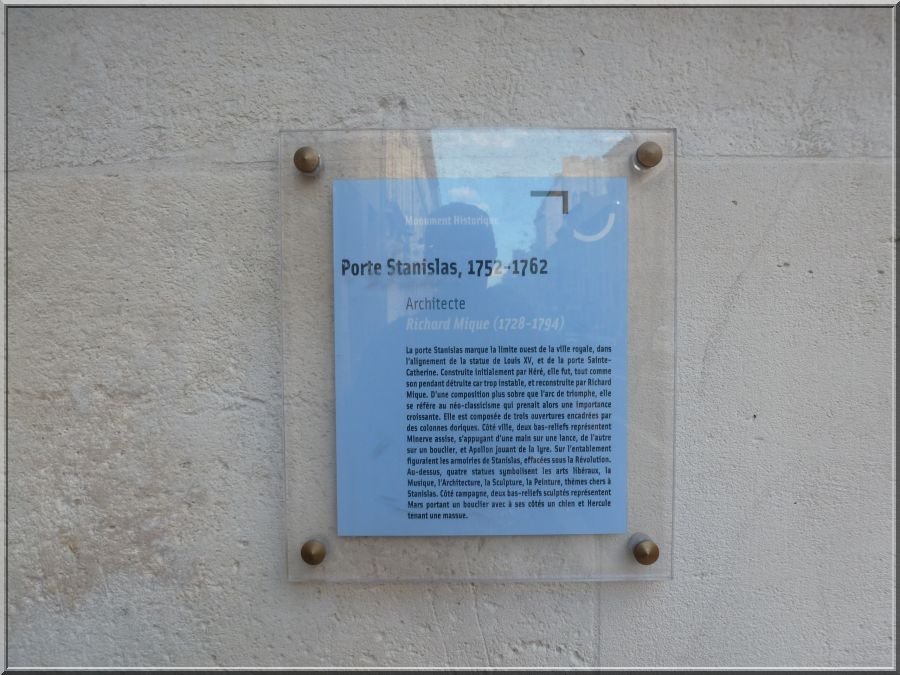 Monument Historique
Porte Stanislas, 1752-1762
Architecte
Richard Mique (1728-1794)
La porte Stanislas marque la limite ouest de la ville royale, dans
l'alignement de la statue de Louis XV, et de la porte Sainte-
Catherine. Construite initialement par Héré, elle fut, tout comme
son pendant détruite car trop instable, et reconstruite par Richard
Mique. D'une composition plus sobre que l'arc de triomphe, elle
se réfère au néo-classicisme qui prenait alors une importance
croissante. Elle est composée de trois ouvertures encadrées par
des colonnes doriques. Côté ville, deux bas-reliefs représentent
Minerve assise, s'appuyant d'une main sur une lance, de l'autre
sur un bouclier, et Apollon jouant de la lyre. Sur l'entablement
figuraient les armoiries de Stanislas, effacées sous la Révolution.
Au-dessus, quatre statues symbolisent les arts libéraux, la
Musique, l'Architecture, la Sculpture, la Peinture, thèmes chers à
Stanislas. Côté campagne, deux bas-reliefs sculptés représentent
Mars portant un bouclier avec à ses côtés un chien et Hercule
tenant une massue.